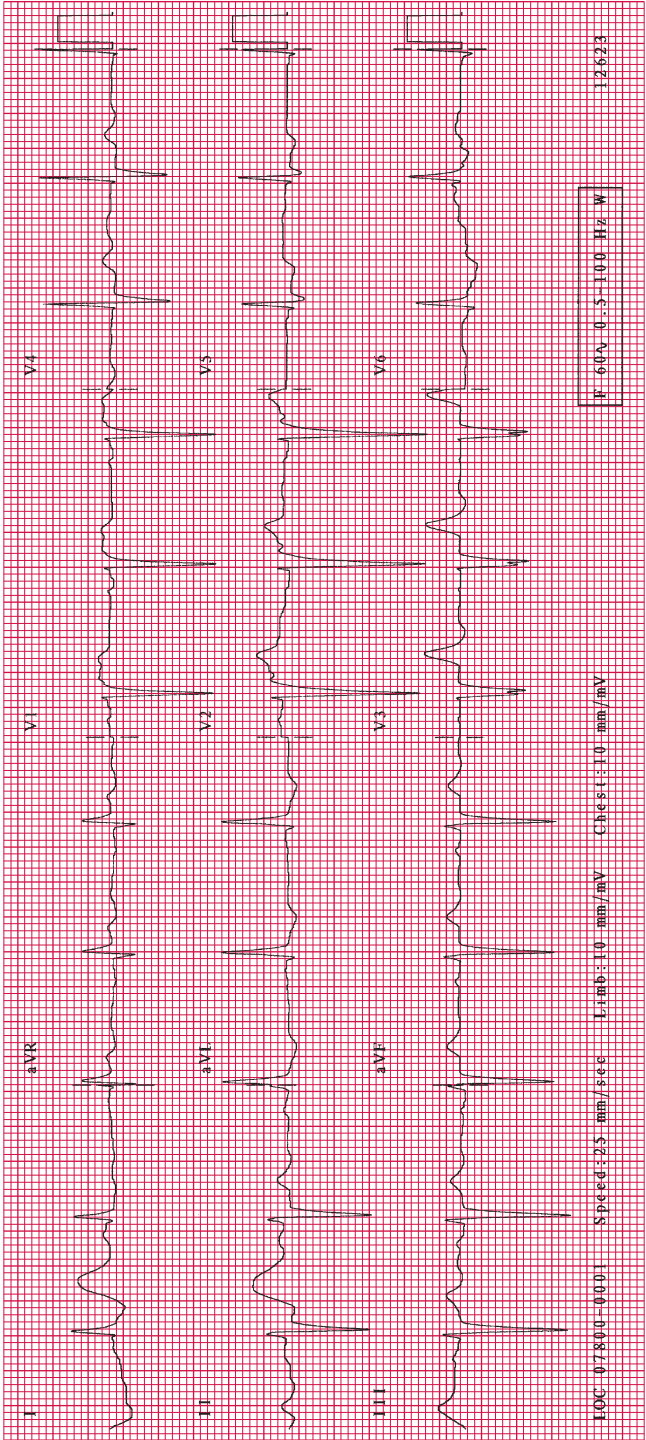 I aVR V1 V4
II aVL V2 V5
III aVF V3 V6
LOC 07800-0001 Speed:25 mm/sec Limb:10 mm/mV Chest:10 mm/mV F 60∿ 0.5-100 Hz W 12623